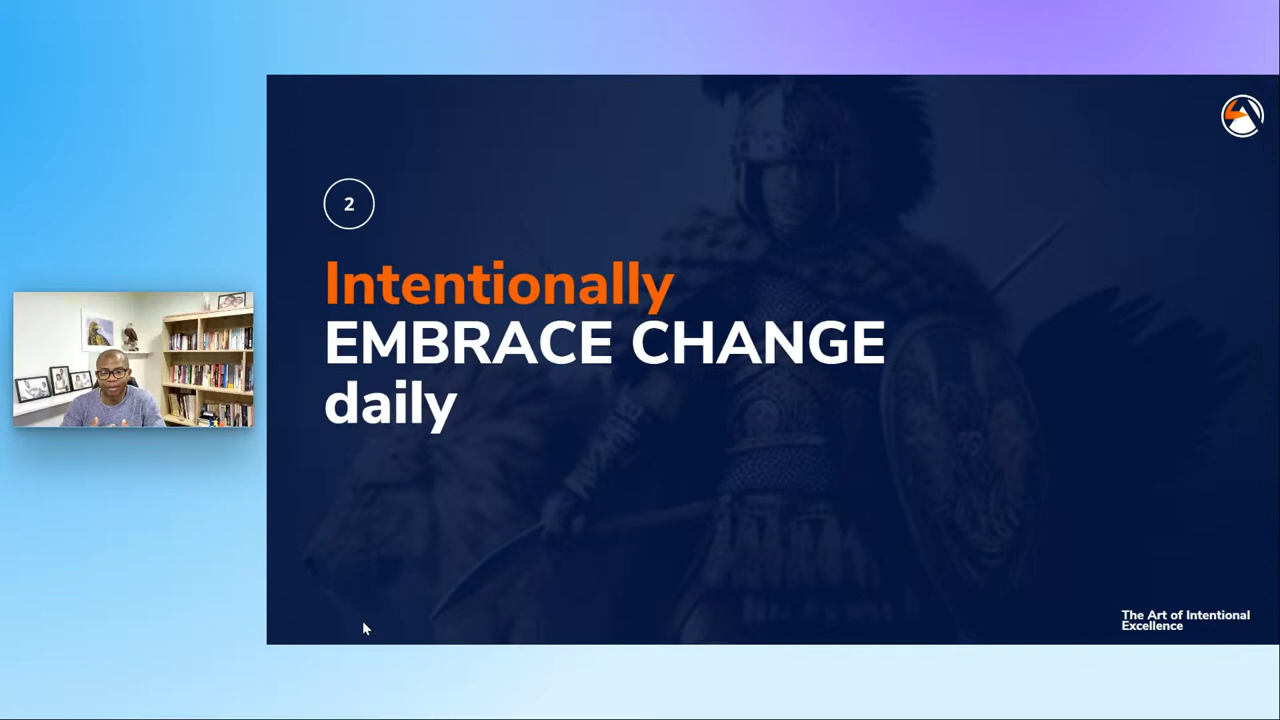 2
Intentionally
EMBRACE CHANGE
daily
The Art of Intentional
Excellence